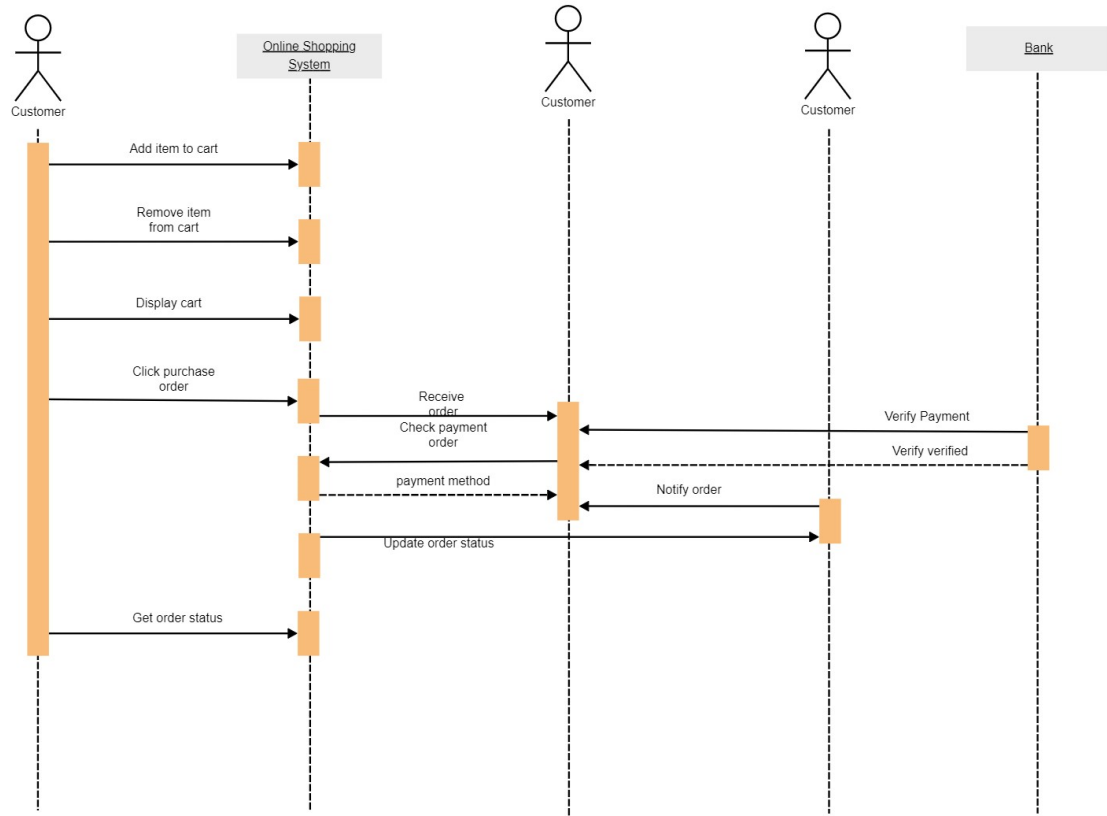 Customer
Online Shopping
System
Customer
Customer
Bank
Add item to cart
Remove item
from cart
Display cart
Click purchase
order
Receive
order
Check payment
order
payment method
Verify Payment
Verify verified
Notify order
Update order status
Get order status